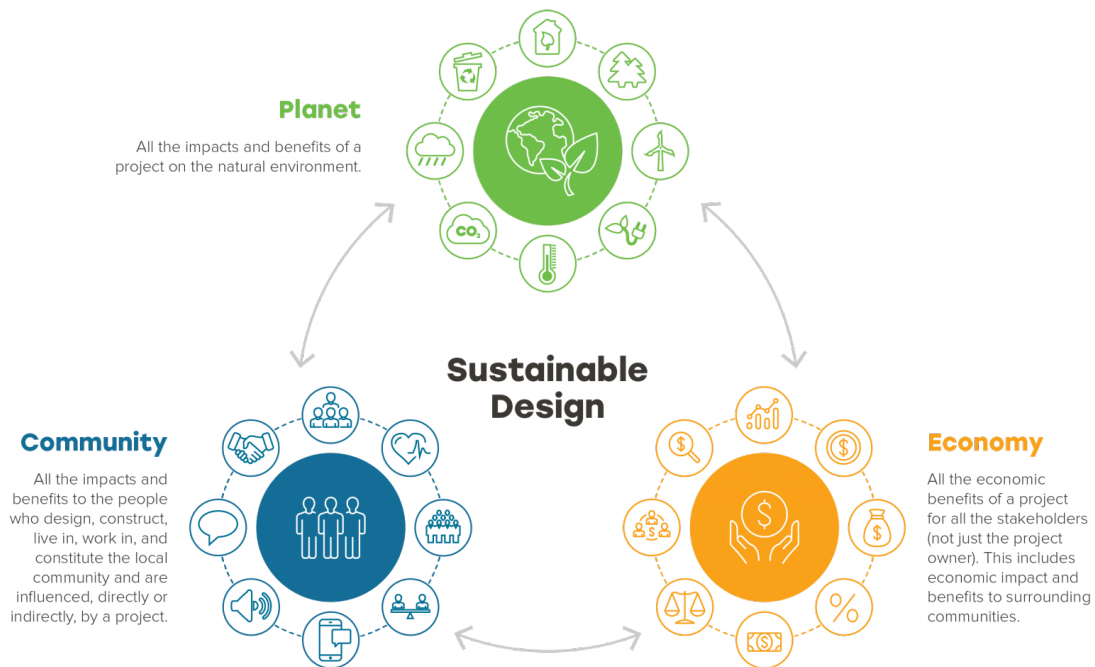 Planet
All the impacts and benefits of a
project on the natural environment.
CO₂
Sustainable
Design
Community
All the impacts and
benefits to the people
who design, construct,
live in, work in, and
constitute the local
community and are
influenced, directly or
indirectly, by a project.
Economy
All the economic
benefits of a project
for all the stakeholders
(not just the project
owner). This includes
economic impact and
benefits to surrounding
communities.
$
$
$
$
$
%
$